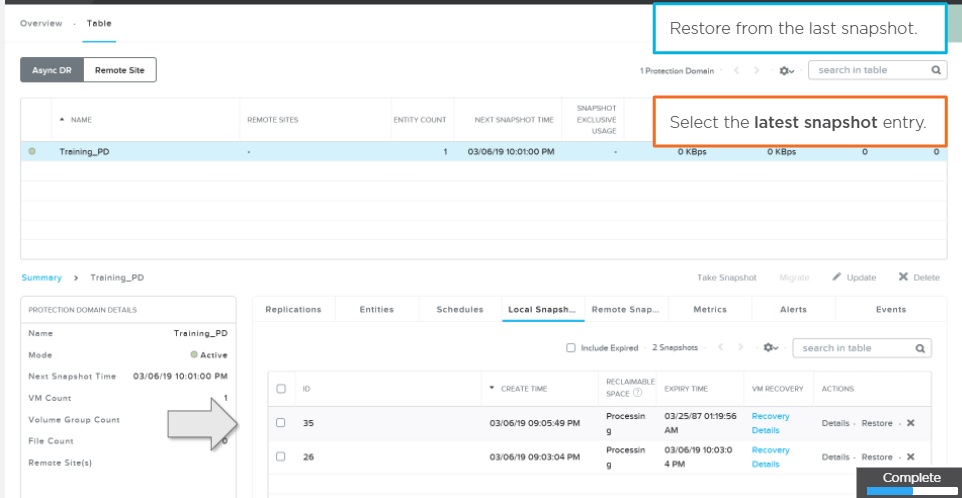 Overview · Table
Restore from the last snapshot.
Async DR Remote Site
1 Protection Domain search in table
NAME REMOTE SITES ENTITY COUNT NEXT SNAPSHOT TIME SNAPSHOT EXCLUSIVE USAGE
Select the latest snapshot entry.
Training_PD - 1 03/06/19 10:01:00 PM - 0 KBps 0 KBps 0 0
Summary > Training_PD
Take Snapshot Migrate Update Delete
PROTECTION DOMAIN DETAILS
Name Training_PD
Mode Active
Next Snapshot Time 03/06/19 10:01:00 PM
VM Count 1
Volume Group Count
File Count 0
Remote Site(s)
Replications Entities Schedules Local Snapsh... Remote Snap... Metrics Alerts Events
Include Expired · 2 Snapshots search in table
ID CREATE TIME RECLAIMABLE SPACE EXPIRY TIME VM RECOVERY ACTIONS
35 03/06/19 09:05:49 PM Processin
g 03/25/87 01:19:56
AM Recovery
Details Details · Restore · X
26 03/06/19 09:03:04 PM Processin
g 03/06/19 10:03:0
4 PM Recovery
Details Details · Restore · X
Complete